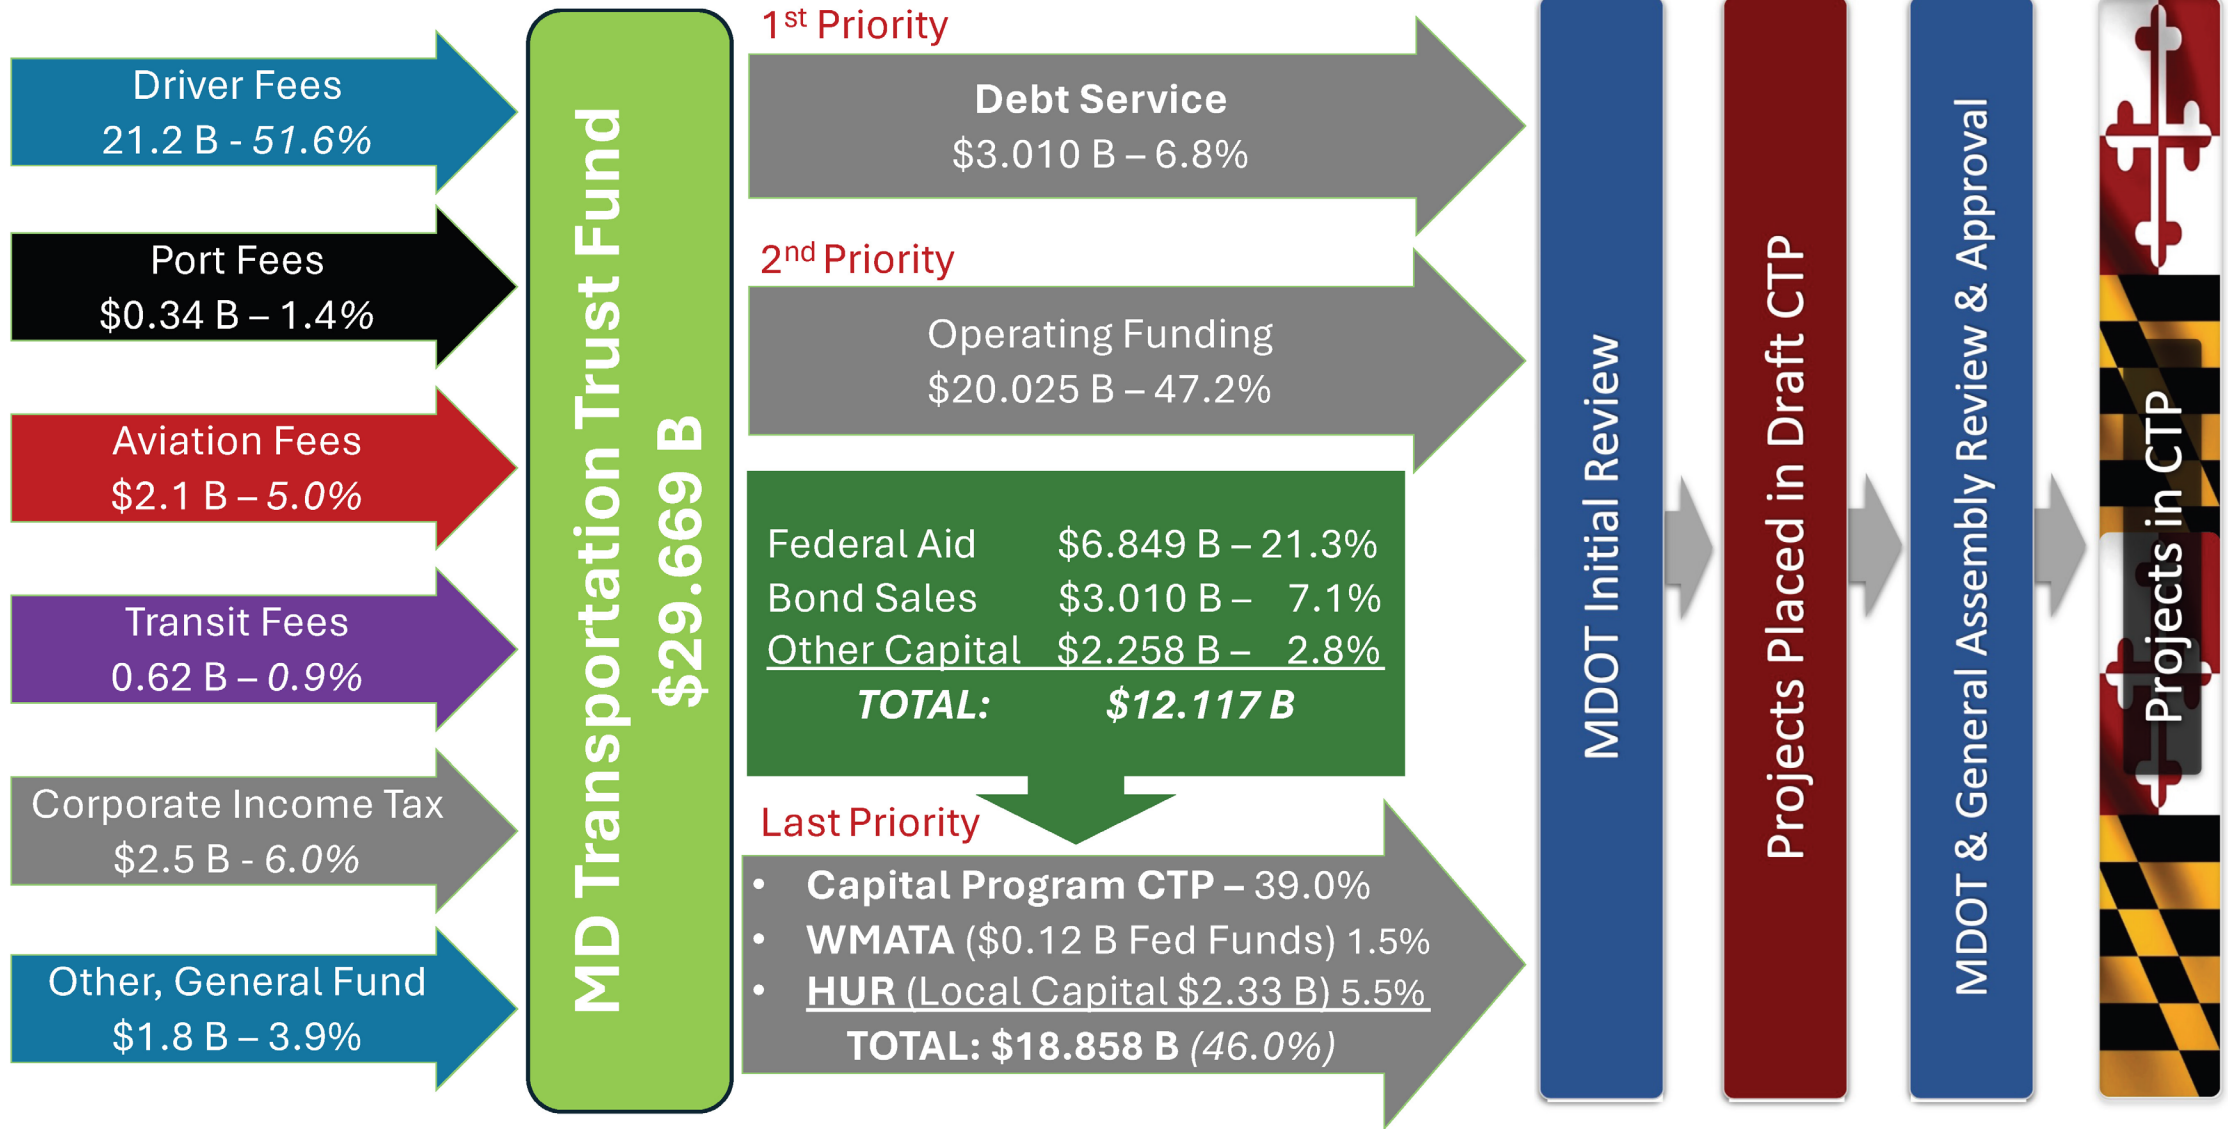 Driver Fees
21.2 B - 51.6%
Port Fees
$0.34 B – 1.4%
Aviation Fees
$2.1 B – 5.0%
Transit Fees
0.62 B – 0.9%
Corporate Income Tax
$2.5 B - 6.0%
Other, General Fund
$1.8 B – 3.9%
MD Transportation Trust Fund
$29.669 B
1st Priority
Debt Service
$3.010 B – 6.8%
2nd Priority
Operating Funding
$20.025 B – 47.2%
Federal Aid $6.849 B – 21.3%
Bond Sales $3.010 B – 7.1%
Other Capital $2.258 B – 2.8%
TOTAL: $12.117 B
Last Priority
• Capital Program CTP – 39.0%
• WMATA ($0.12 B Fed Funds) 1.5%
• HUR (Local Capital $2.33 B) 5.5%
TOTAL: $18.858 B (46.0%)
MDOT Initial Review
Projects Placed in Draft CTP
MDOT & General Assembly Review & Approval
Projects in CTP